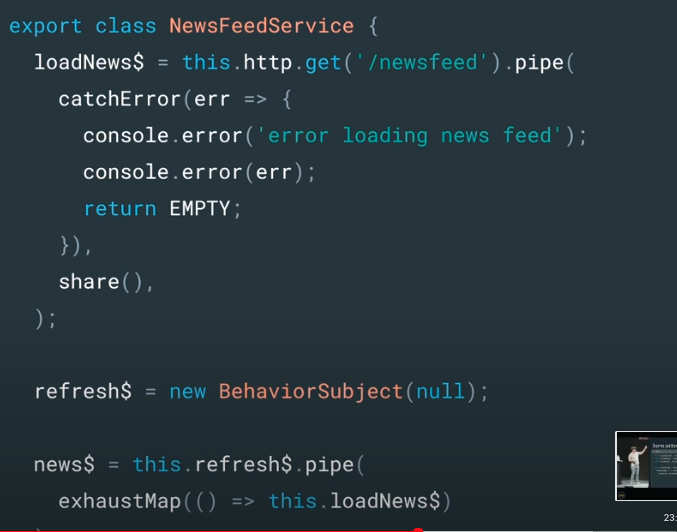 export class NewsFeedService {
loadNews$ = this.http.get('/newsfeed').pipe(
catchError(err => {
console.error('error loading news feed');
console.error(err);
return EMPTY;
}),
share(),
);
refresh$ = new BehaviorSubject(null);
news$ = this.refresh$.pipe(
exhaustMap(() => this.loadNews$)
23: